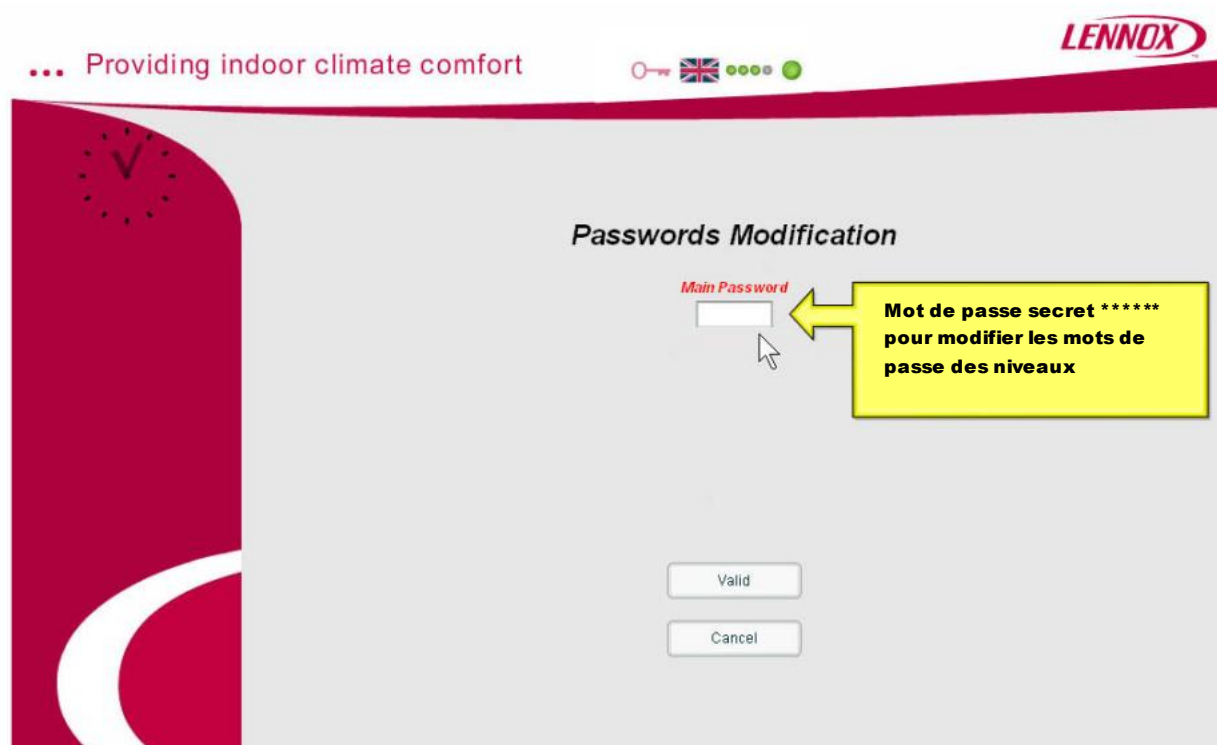 LENNOX
... Providing indoor climate comfort
Passwords Modification
Main Password
Mot de passe secret ******
pour modifier les mots de
passe des niveaux
Valid
Cancel